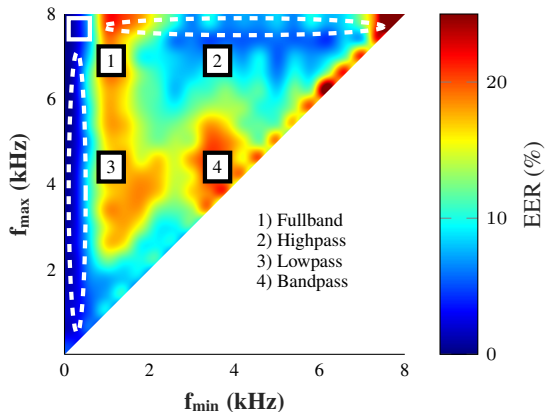 8
6
4
2
0
2
4
6
8
f_max (kHz)
f_min (kHz)
1
2
3
4
1) Fullband
2) Highpass
3) Lowpass
4) Bandpass
20
10
0
EER (%)